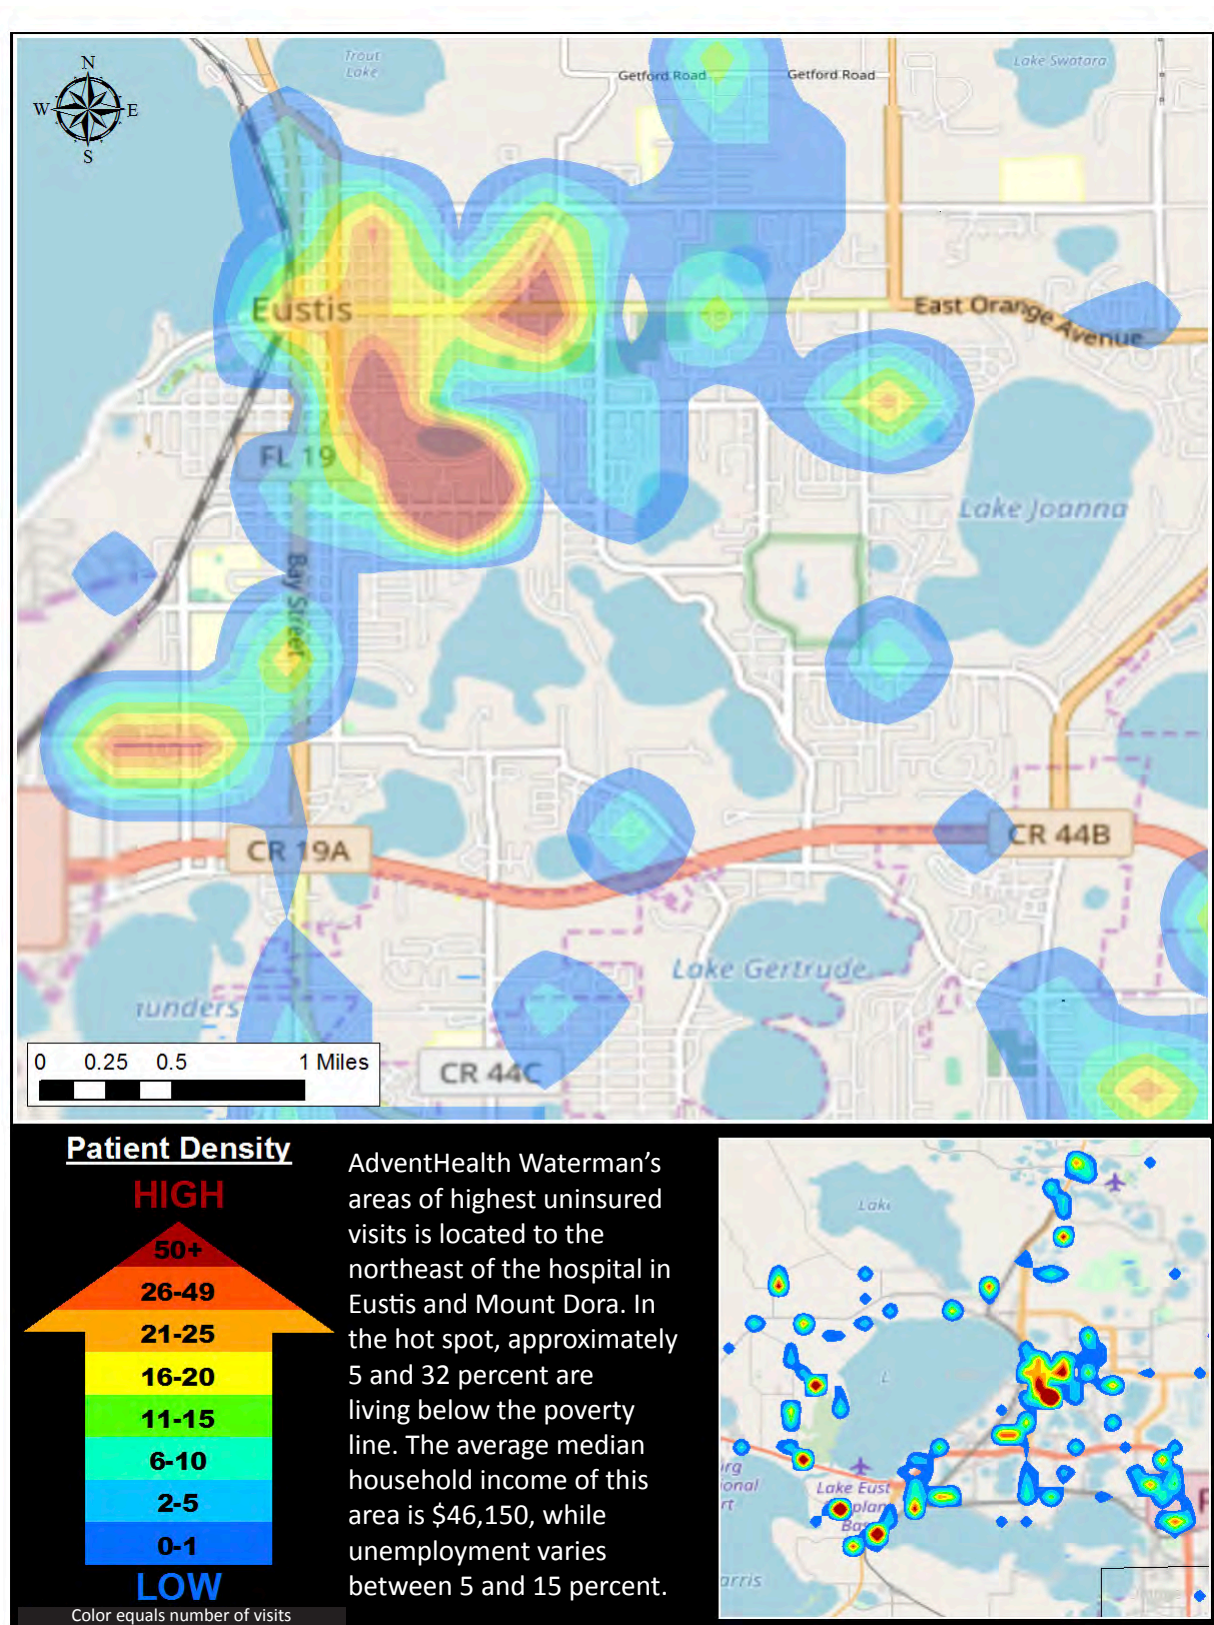 N
W E
S
Trout
Lake
Getford Road
Getford Road
Lake Swatara
Eustis
East Orange Avenue
FL 19
Lake Joanna
Bay Street
CR 19A
CR 44B
Lake Gertrude
unders
CR 44C
0 0.25 0.5 1 Miles
Patient Density
HIGH
50+
26-49
21-25
16-20
11-15
6-10
2-5
0-1
LOW
Color equals number of visits
AdventHealth Waterman’s
areas of highest uninsured
visits is located to the
northeast of the hospital in
Eustis and Mount Dora. In
the hot spot, approximately
5 and 32 percent are
living below the poverty
line. The average median
household income of this
area is $46,150, while
unemployment varies
between 5 and 15 percent.
Lake
L
Lake Eust
plan
Bas
arris